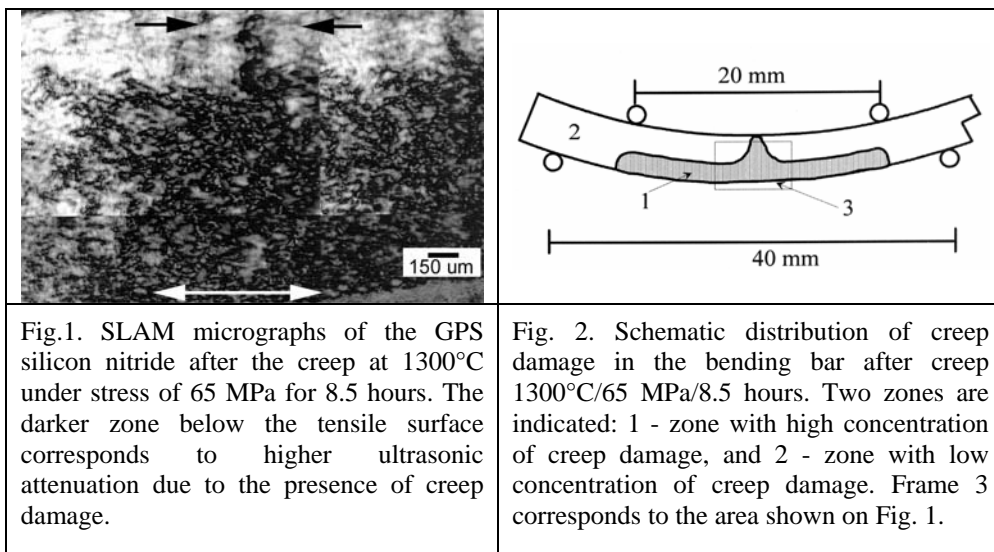 150 um
20 mm
2
1
3
40 mm
Fig.1. SLAM micrographs of the GPS
silicon nitride after the creep at 1300°C
under stress of 65 MPa for 8.5 hours. The
darker zone below the tensile surface
corresponds to higher ultrasonic
attenuation due to the presence of creep
damage.
Fig. 2. Schematic distribution of creep
damage in the bending bar after creep
1300°C/65 MPa/8.5 hours. Two zones are
indicated: 1 - zone with high concentration
of creep damage, and 2 - zone with low
concentration of creep damage. Frame 3
corresponds to the area shown on Fig. 1.